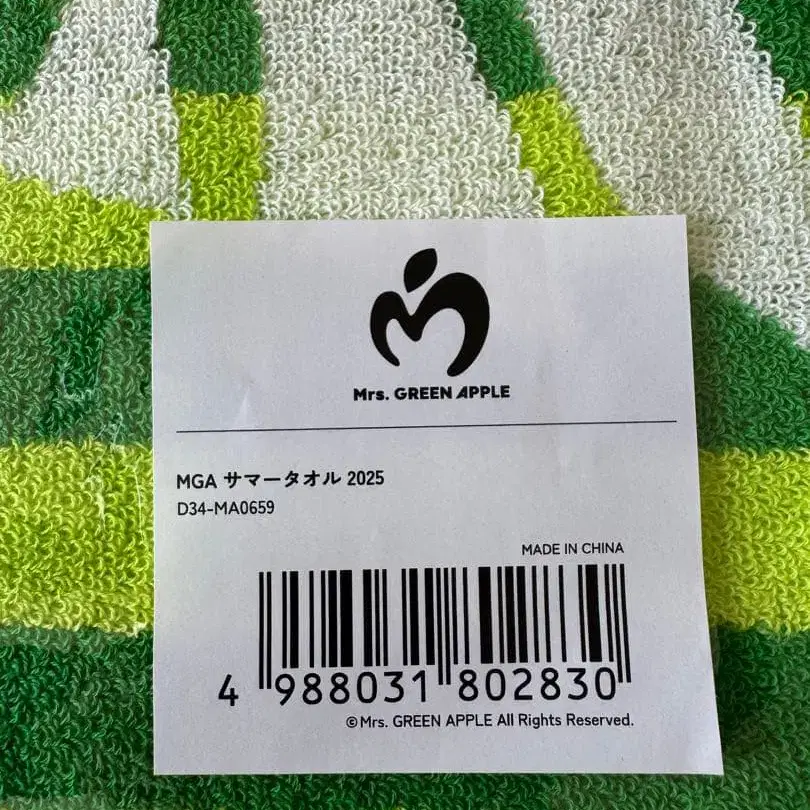 Mrs. GREEN APPLE
MGA サマータオル 2025
D34-MA0659
MADE IN CHINA
4 988031 802830
©Mrs. GREEN APPLE All Rights Reserved.